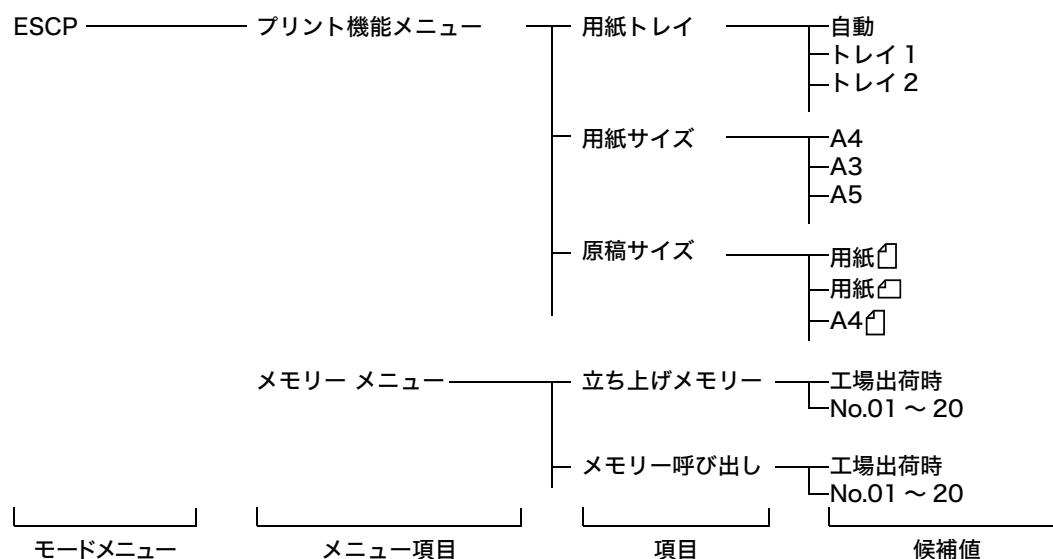 ESCP プリント機能メニュー 用紙トレイ 自動
トレイ 1
トレイ 2
用紙サイズ A4
A3
A5
原稿サイズ 用紙
用紙
A4
メモリー メニュー 立ち上げメモリー 工場出荷時
No.01 ～ 20
メモリー呼び出し 工場出荷時
No.01 ～ 20
モードメニュー メニュー項目 項目 候補値